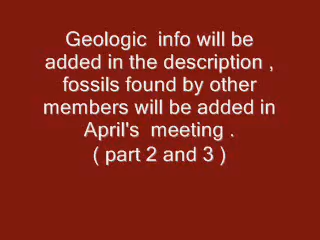 Geologic  info will be
added in the description ,
fossils found by other
members will be added in
April's  meeting .
( part 2 and 3 )